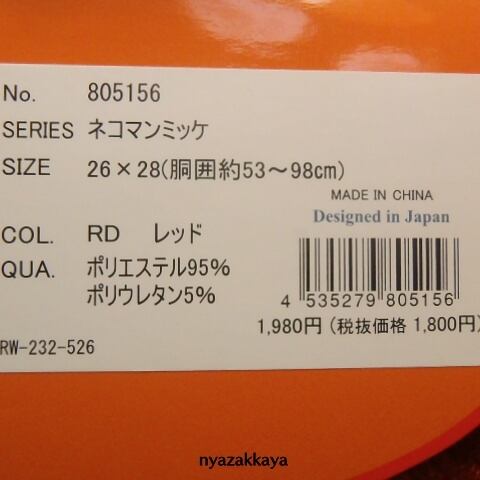 No. 805156
SERIES ネコマンミッケ
SIZE 26×28(胴囲約53～98cm)
MADE IN CHINA
Designed in Japan
COL. RD レッド
QUA. ポリエステル95%
ポリウレタン5%
4 535279 805156
1,980円 (税抜価格 1,800円)
RW-232-526
nyazakkaya